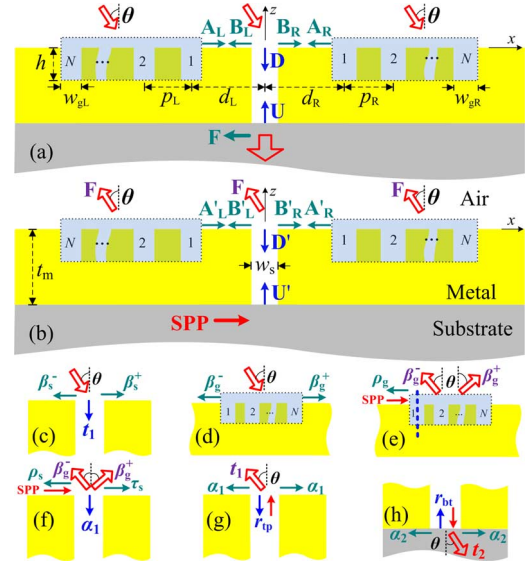 θ z θ
A_L B_L B_R A_R x
h N ... 2 1 D 1 2 ... N
w_gL p_L d_L d_R p_R w_gR
U
F
(a)
F θ F θ z F θ Air
A'_L B'_L B'_R A'_R x
N ... 2 1 D' 1 2 ... N
t_m w_s
U' Metal
(b) SPP Substrate
β_s^- θ β_s^+ θ β_g^- θ β_g^+
β_g^- β_g^+ ρ_g
t_1 1 2 ... N SPP 1 2 ... N
(c) (d) (e)
ρ_s β_g^- θ β_g^+ t_1 θ
SPP τ_s α_1 α_1 r_bt
(f) α_1 (g) r_tp (h)
α_2 θ t_2 α_2